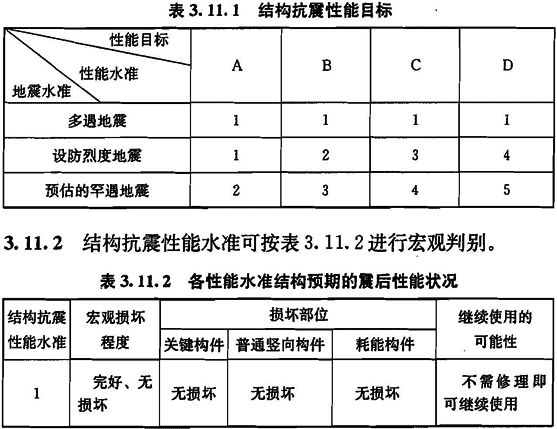 表3.11.1 结构抗震性能目标
性能目标
性能水准
地震水准
A B C D
多遇地震 1 1 1 1
设防烈度地震 1 2 3 4
预估的罕遇地震 2 3 4 5
3.11.2 结构抗震性能水准可按表3.11.2进行宏观判别。
表3.11.2 各性能水准结构预期的震后性能状况
结构抗震
性能水准
宏观损坏
程度
损坏部位
关键构件 普通竖向构件 耗能构件
继续使用的
可能性
1
完好、无
损坏
无损坏 无损坏 无损坏
不需修理即
可继续使用